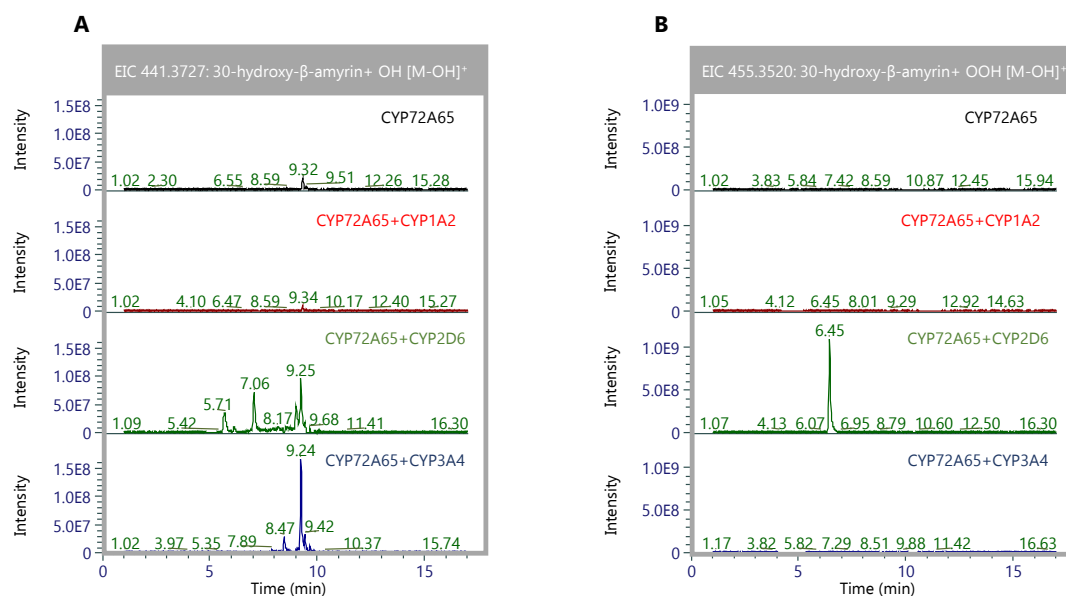 A
EIC 441.3727: 30-hydroxy-β-amyrin+ OH [M-OH]⁺
Intensity
1.5E8
1.0E8
5.0E7
0
CYP72A65
1.02 2.30 6.55 8.59 9.32 9.51 12.26 15.28
Intensity
1.5E8
1.0E8
5.0E7
0
CYP72A65+CYP1A2
1.02 4.10 6.47 8.59 9.34 10.17 12.40 15.27
Intensity
1.5E8
1.0E8
5.0E7
0
CYP72A65+CYP2D6
1.09 5.42 5.71 7.06 8.17 9.25 9.68 11.41 16.30
Intensity
1.5E8
1.0E8
5.0E7
0
CYP72A65+CYP3A4
1.02 3.97 5.35 7.89 8.47 9.24 9.42 10.37 15.74
0 5 10 15
Time (min)
B
EIC 455.3520: 30-hydroxy-β-amyrin+ OOH [M-OH]⁺
Intensity
1.0E9
5.0E8
0
CYP72A65
1.02 3.83 5.84 7.42 8.59 10.87 12.45 15.94
Intensity
1.0E9
5.0E8
0
CYP72A65+CYP1A2
1.05 4.12 6.45 8.01 9.29 12.92 14.63
Intensity
1.0E9
5.0E8
0
CYP72A65+CYP2D6
1.07 4.13 6.07 6.45 6.95 8.79 10.60 12.50 16.30
Intensity
1.0E9
5.0E8
0
CYP72A65+CYP3A4
1.17 3.82 5.82 7.29 8.51 9.88 11.42 16.63
0 5 10 15
Time (min)